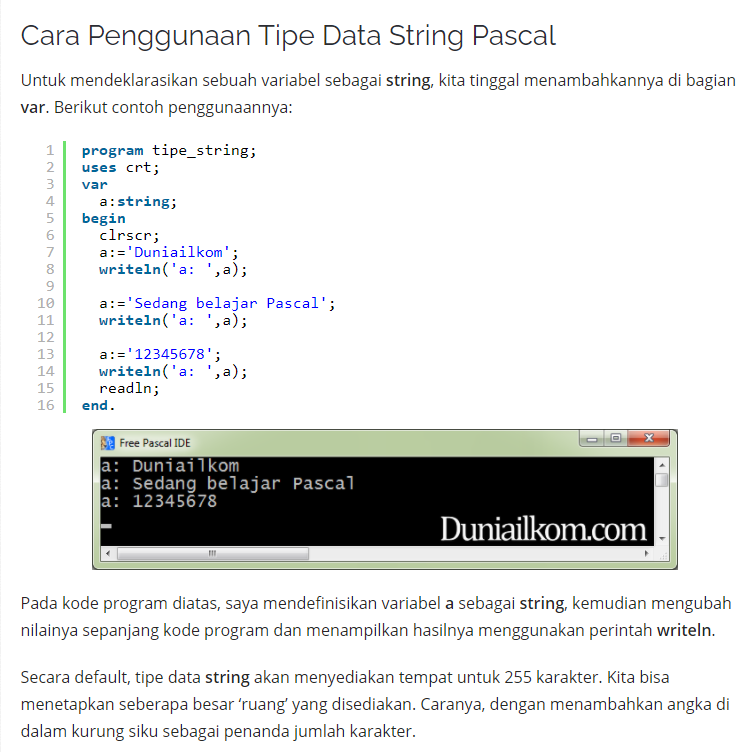 Cara Penggunaan Tipe Data String Pascal
Untuk mendeklarasikan sebuah variabel sebagai string, kita tinggal menambahkannya di bagian
var. Berikut contoh penggunaannya:
1 program tipe_string;
2 uses crt;
3 var
4   a:string;
5 begin
6   clrscr;
7   a:='Duniailkom';
8   writeln('a: ',a);
9
10   a:='Sedang belajar Pascal';
11   writeln('a: ',a);
12
13   a:='12345678';
14   writeln('a: ',a);
15   readln;
16 end.
Free Pascal IDE
a: Duniailkom
a: Sedang belajar Pascal
a: 12345678
Duniailkom.com
Pada kode program diatas, saya mendefinisikan variabel a sebagai string, kemudian mengubah
nilainya sepanjang kode program dan menampilkan hasilnya menggunakan perintah writeln.
Secara default, tipe data string akan menyediakan tempat untuk 255 karakter. Kita bisa
menetapkan seberapa besar ‘ruang’ yang disediakan. Caranya, dengan menambahkan angka di
dalam kurung siku sebagai penanda jumlah karakter.